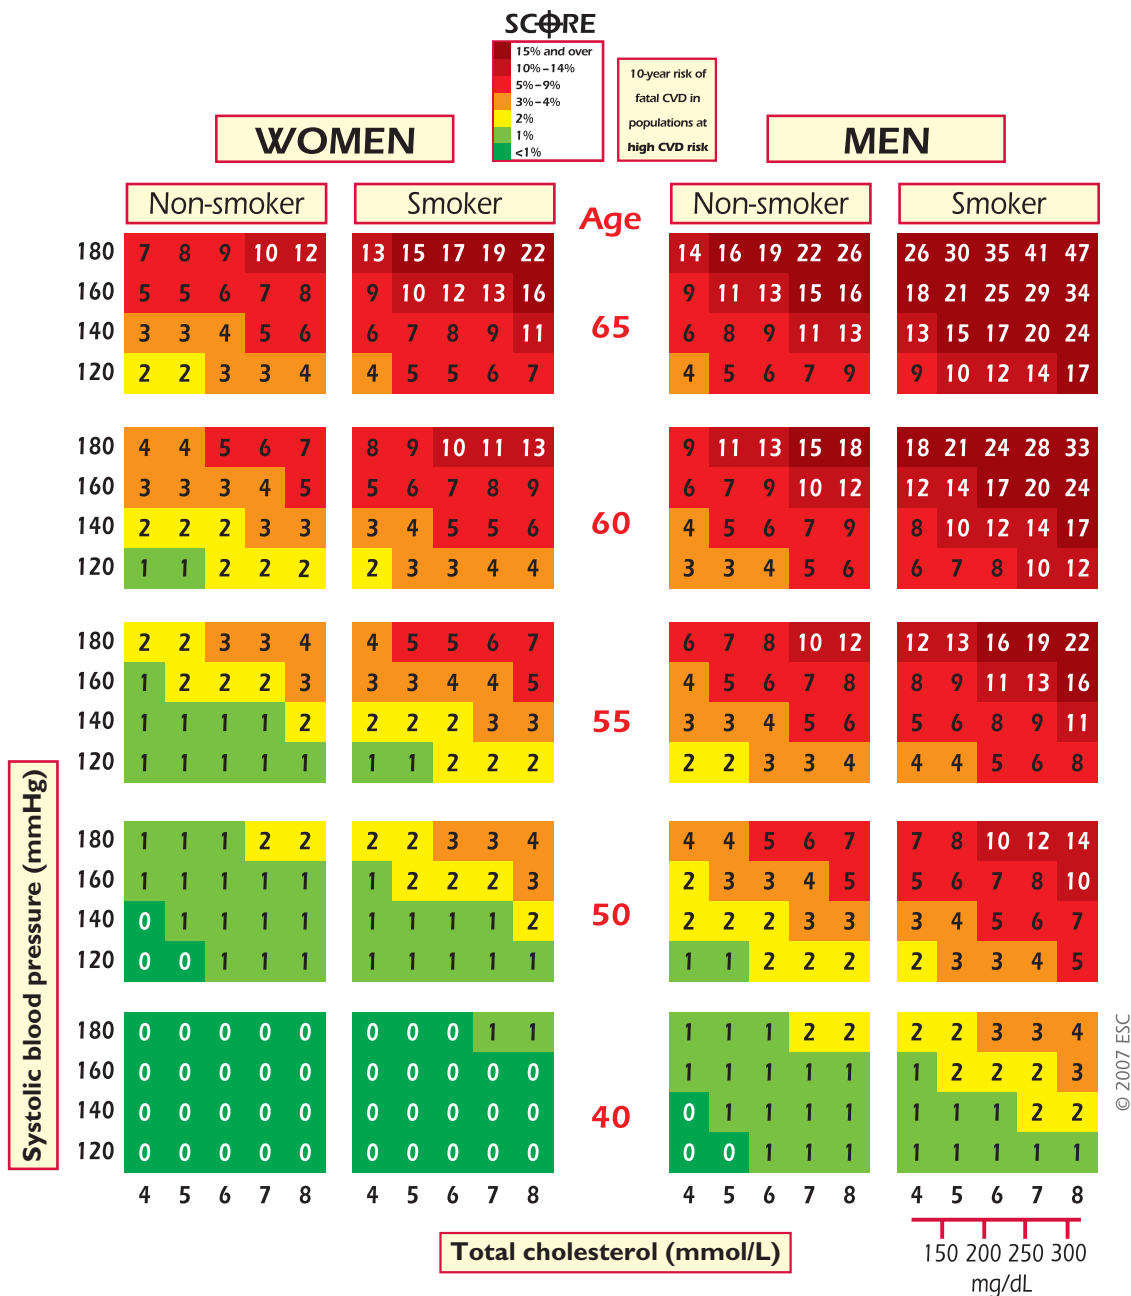 SCORE
15% and over
10%–14%
5%–9%
3%–4%
2%
1%
<1%
10-year risk of
fatal CVD in
populations at
high CVD risk
WOMEN
MEN
Non-smoker Smoker Age Non-smoker Smoker
180 7 8 9 10 12 13 15 17 19 22 14 16 19 22 26 26 30 35 41 47
160 5 5 6 7 8 9 10 12 13 16 9 11 13 15 16 18 21 25 29 34
65
140 3 3 4 5 6 6 7 8 9 11 6 8 9 11 13 13 15 17 20 24
120 2 2 3 3 4 4 5 5 6 7 4 5 6 7 9 9 10 12 14 17
180 4 4 5 6 7 8 9 10 11 13 9 11 13 15 18 18 21 24 28 33
160 3 3 3 4 5 5 6 7 8 9 6 7 9 10 12 12 14 17 20 24
60
140 2 2 2 3 3 3 4 5 5 6 4 5 6 7 9 8 10 12 14 17
120 1 1 2 2 2 2 3 3 4 4 3 3 4 5 6 6 7 8 10 12
180 2 2 3 3 4 4 5 5 6 7 6 7 8 10 12 12 13 16 19 22
160 1 2 2 2 3 3 3 4 4 5 4 5 6 7 8 8 9 11 13 16
55
140 1 1 1 1 2 2 2 2 3 3 3 3 4 5 6 5 6 8 9 11
120 1 1 1 1 1 1 1 2 2 2 2 2 3 3 4 4 4 5 6 8
180 1 1 1 2 2 2 2 3 3 4 4 4 5 6 7 7 8 10 12 14
160 1 1 1 1 1 1 2 2 2 3 2 3 3 4 5 5 6 7 8 10
50
140 0 1 1 1 1 1 1 1 1 2 2 2 2 3 3 3 4 5 6 7
120 0 0 1 1 1 1 1 1 1 1 1 1 2 2 2 2 3 3 4 5
180 0 0 0 0 0 0 0 0 1 1 1 1 1 2 2 2 2 3 3 4
160 0 0 0 0 0 0 0 0 0 0 1 1 1 1 1 1 2 2 2 3
40
140 0 0 0 0 0 0 0 0 0 0 0 1 1 1 1 1 1 1 2 2
120 0 0 0 0 0 0 0 0 0 0 0 0 1 1 1 1 1 1 1 1
4 5 6 7 8 4 5 6 7 8 4 5 6 7 8 4 5 6 7 8
Systolic blood pressure (mmHg)
Total cholesterol (mmol/L)
150 200 250 300
mg/dL
© 2007 ESC